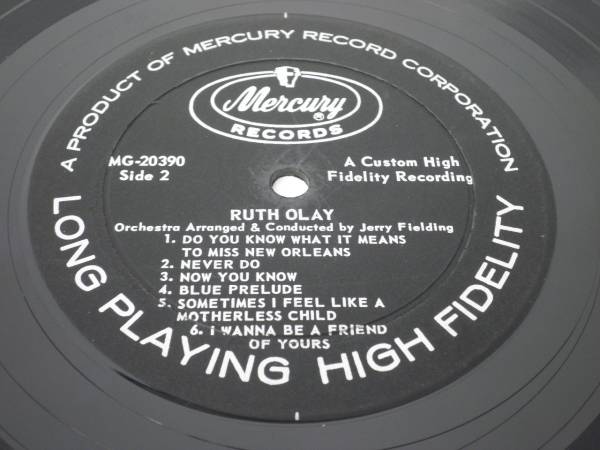 A PRODUCT OF MERCURY RECORD CORPORATION
Mercury ®
RECORDS
MG-20390
Side 2
A Custom High
Fidelity Recording
RUTH OLAY
Orchestra Arranged & Conducted by Jerry Fielding
1. DO YOU KNOW WHAT IT MEANS
TO MISS NEW ORLEANS
2. NEVER DO
3. NOW YOU KNOW
4. BLUE PRELUDE
5. SOMETIMES I FEEL LIKE A
MOTHERLESS CHILD
6. I WANNA BE A FRIEND
OF YOURS
LONG PLAYING HIGH FIDELITY